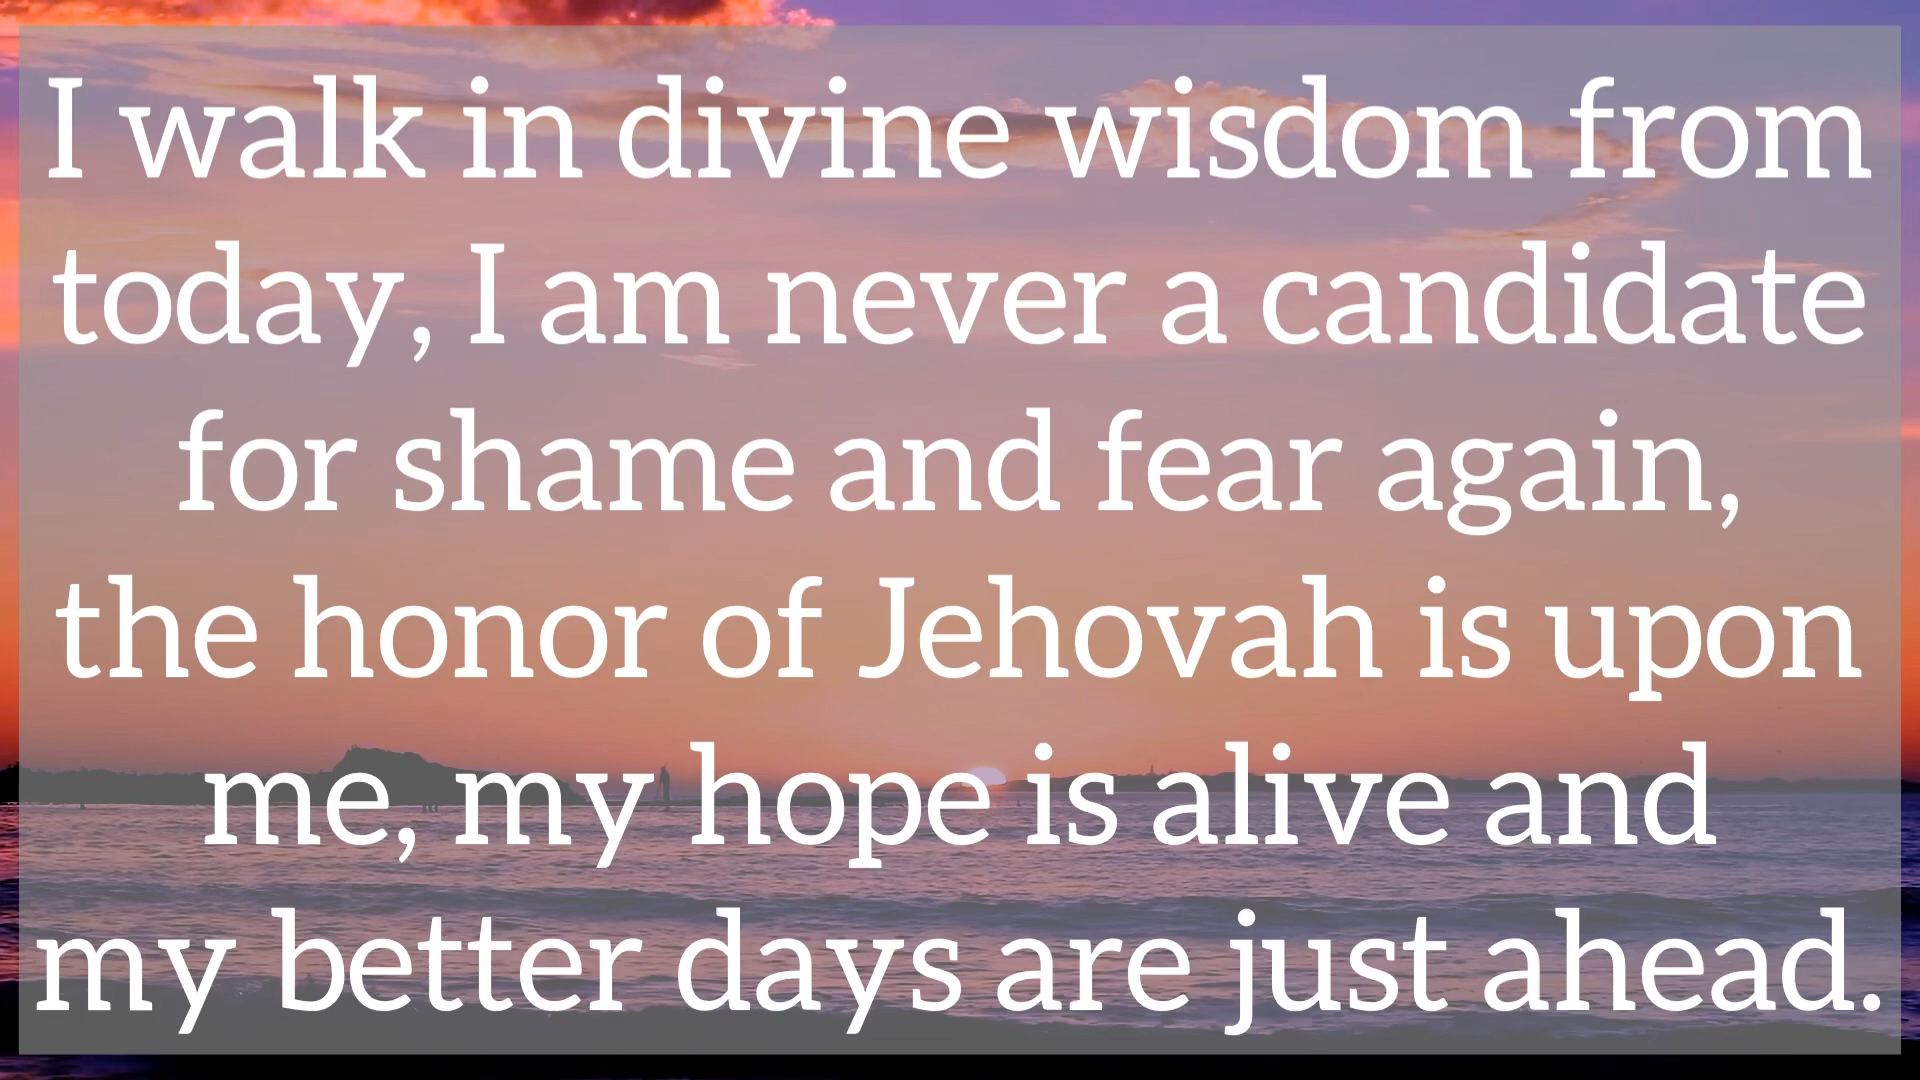 I walk in divine wisdom from
today, I am never a candidate
for shame and fear again,
the honor of Jehovah is upon
me, my hope is alive and
my better days are just ahead.